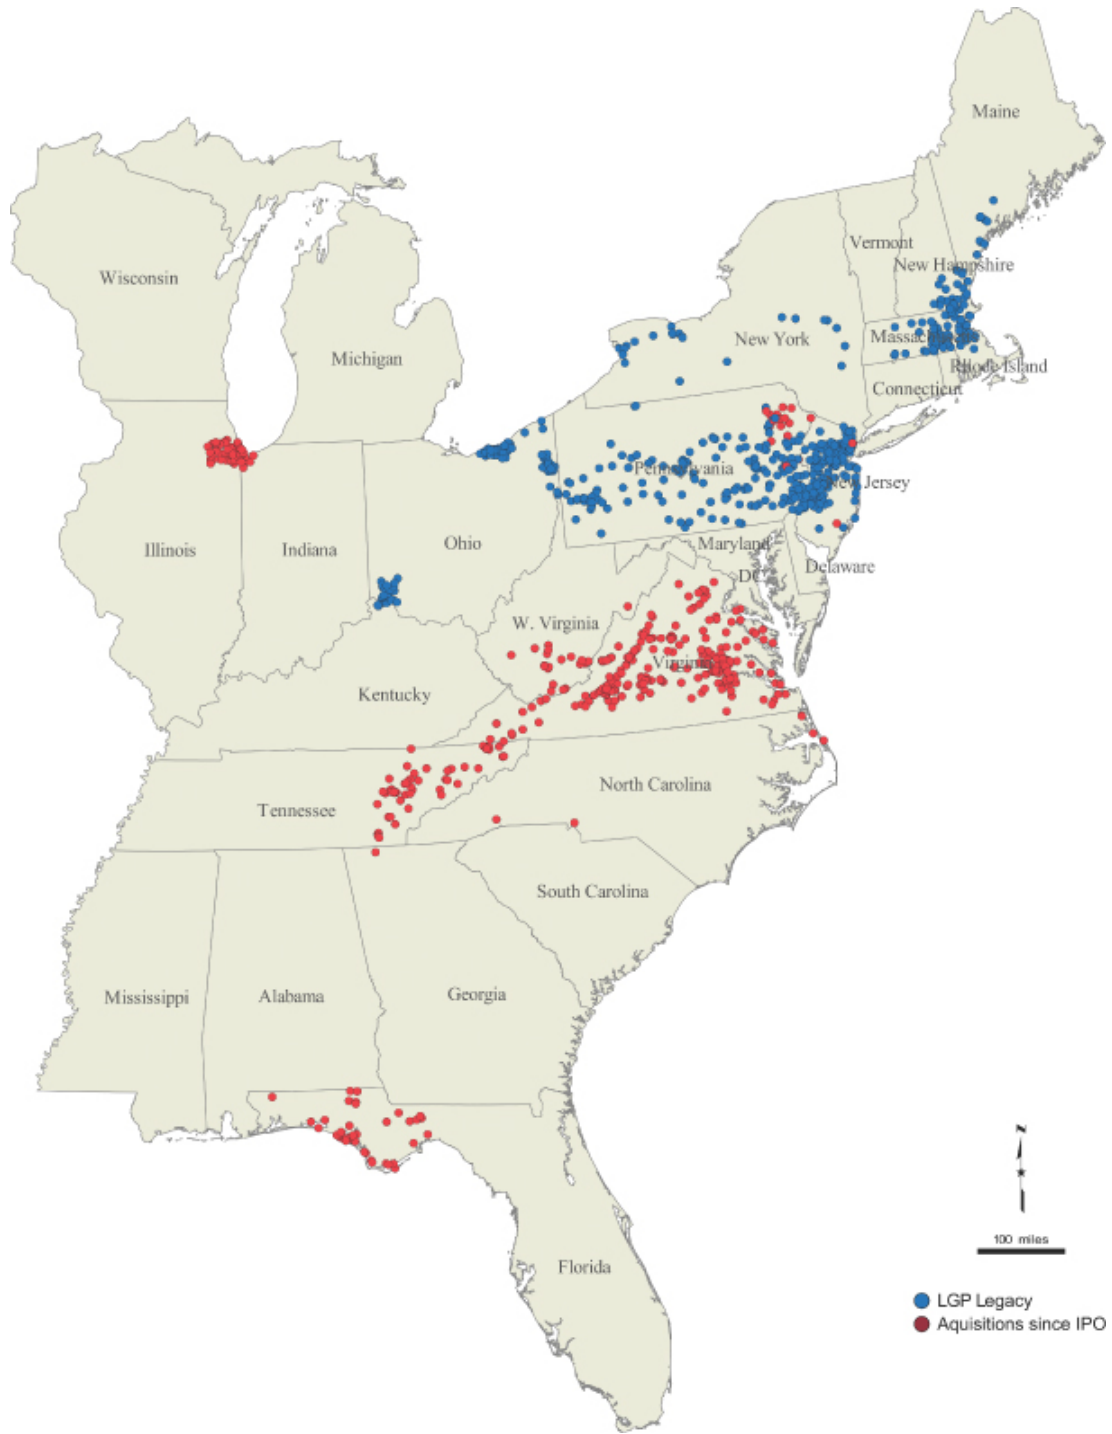 Maine
Vermont
New Hampshire
Wisconsin
Michigan
New York
Massachusetts
Rhode Island
Connecticut
Pennsylvania
New Jersey
Illinois
Indiana
Ohio
Maryland
DC
Delaware
W. Virginia
Virginia
Kentucky
North Carolina
Tennessee
South Carolina
Mississippi
Alabama
Georgia
N
100 miles
Florida
LGP Legacy
Aquisitions since IPO